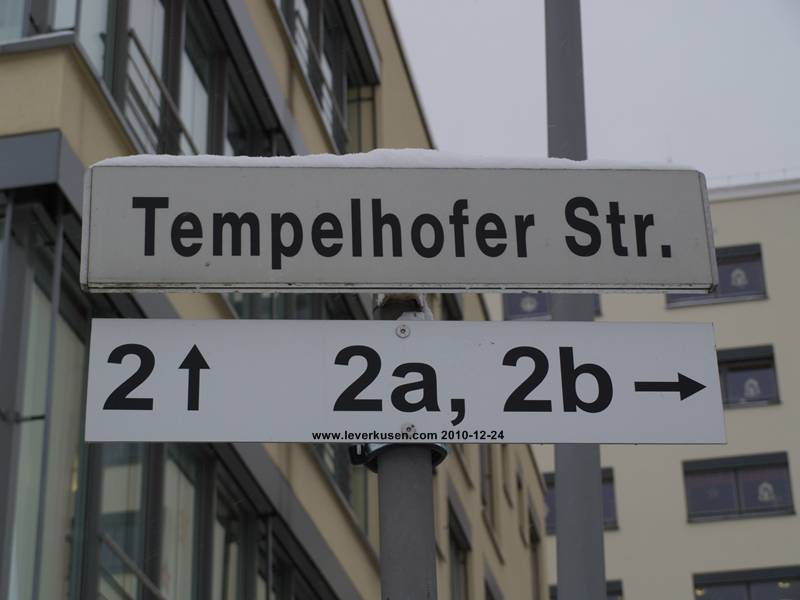 Tempelhofer Str.
2↑ 2a, 2b→
www.leverkusen.com 2010-12-24